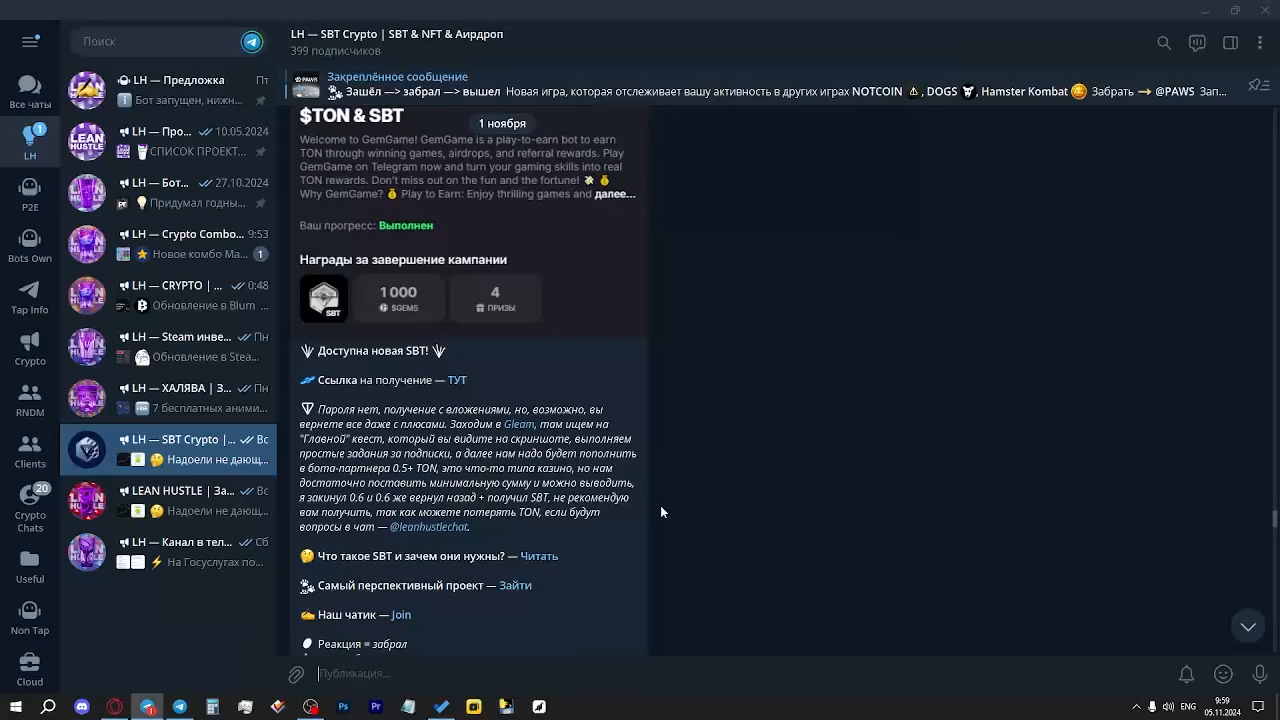 Поиск
Все чаты
1
LH
P2E
Bots Own
Tap Info
Crypto
RNDM
Clients
20
Crypto
Chats
Useful
Non Tap
Cloud
LH — Предложка
Пт
Бот запущен, нижн...
LH — Про...
10.05.2024
СПИСОК ПРОЕКТ...
LH — Бот...
27.10.2024
Придумал годны...
LH — Crypto Combo...
9:53
Новое комбо Ма...
1
LH — CRYPTO | ...
0:48
Обновление в Blum ...
LH — Steam инве...
Пн
Обновление в Stea...
LH — ХАЛЯВА | З...
Пн
7 бесплатных аними...
LH — SBT Crypto |...
Вс
🤔 Надоели не дающ...
LEAN HUSTLE | За...
Вс
🤔 Надоели не дающ...
LH — Канал в тел...
Сб
⚡ На Госуслугах по...
LH — SBT Crypto | SBT & NFT & Аирдроп
399 подписчиков
Закреплённое сообщение
🐾 Зашёл —> забрал —> вышел Новая игра, которая отслеживает вашу активность в других играх NOTCOIN ⚠, DOGS, Hamster Kombat Забрать → @PAWS Зап...
$TON & SBT
1 ноября
Welcome to GemGame! GemGame is a play-to-earn bot to earn
TON through winning games, airdrops, and referral rewards. Play
GemGame on Telegram now and turn your gaming skills into real
TON rewards. Don't miss out on the fun and the fortune! 💸 💰
Why GemGame? 💰 Play to Earn: Enjoy thrilling games and далее...
Ваш прогресс: Выполнен
Награды за завершение кампании
SBT
1 000
$GEMS
4
ПРИЗЫ
Доступна новая SBT!
Ссылка на получение — ТУТ
Пароля нет, получение с вложениями, но, возможно, вы
вернете все даже с плюсами. Заходим в Gleam, там ищем на
"Главной" квест, который вы видите на скриншоте, выполняем
простые задания за подписки, а далее нам надо будет пополнить
в бота-партнера 0.5+ TON, это что-то типа казино, но нам
достаточно поставить минимальную сумму и можно выводить,
я закинул 0.6 и 0.6 же вернул назад + получил SBT, не рекомендую
вам получить, так как можете потерять TON, если будут
вопросы в чат — @leanhustlechat.
🤔 Что такое SBT и зачем они нужны? — Читать
🐾 Самый перспективный проект — Зайти
✍ Наш чатик — Join
Реакция = забрал
Публикация...
Ps
Pr
ENG
9:59
05.11.2024